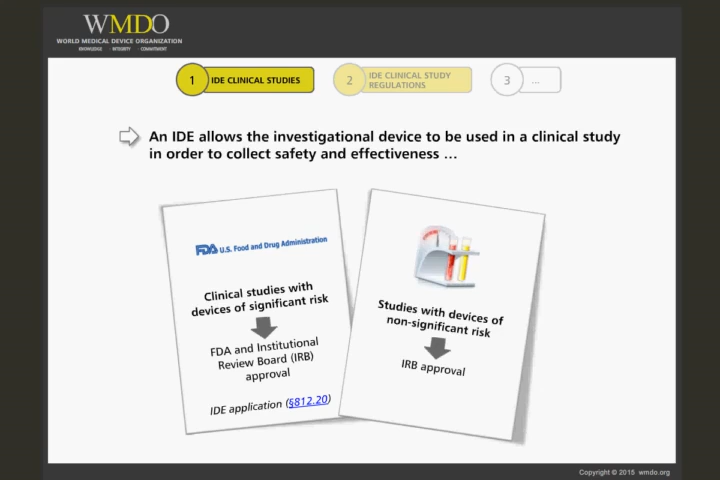 WMDO
WORLD MEDICAL DEVICE ORGANIZATION
KNOWLEDGE · INTEGRITY · COMMITMENT
1 IDE CLINICAL STUDIES
2 IDE CLINICAL STUDY
REGULATIONS
3 ...
An IDE allows the investigational device to be used in a clinical study
in order to collect safety and effectiveness ...
FDA U.S. Food and Drug Administration
Clinical studies with
devices of significant risk
FDA and Institutional
Review Board (IRB)
approval
IDE application (§812.20)
Studies with devices of
non-significant risk
IRB approval
Copyright © 2015 wmdo.org